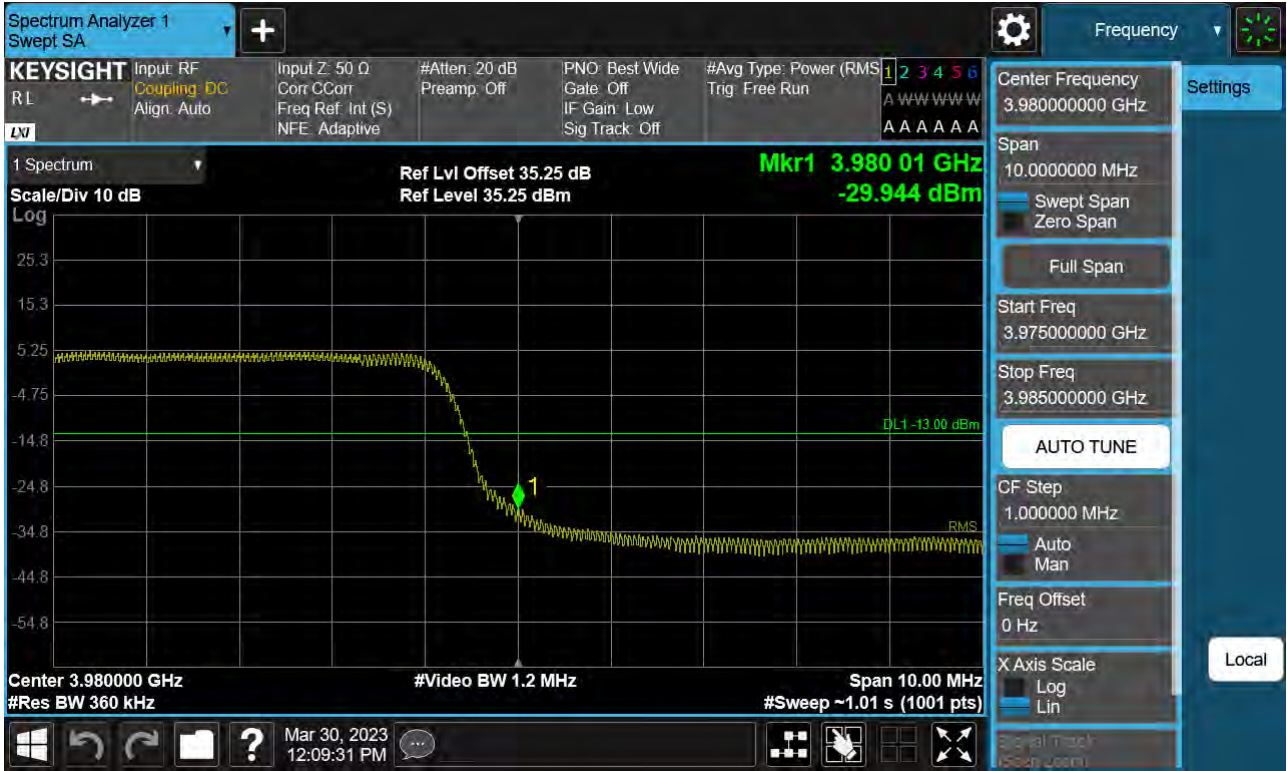 Spectrum Analyzer 1
Swept SA
+
Frequency
KEYSIGHT
RL
LXI
Input: RF
Coupling: DC
Align: Auto
Input Z: 50 Ω
Corr CCorr
Freq Ref: Int (S)
NFE: Adaptive
#Atten: 20 dB
Preamp: Off
PNO: Best Wide
Gate: Off
IF Gain: Low
Sig Track: Off
#Avg Type: Power (RMS
Trig: Free Run
1 2 3 4 5 6
A W W W W W
A A A A A A
1 Spectrum
Scale/Div 10 dB
Log
Ref Lvl Offset 35.25 dB
Ref Level 35.25 dBm
Mkr1 3.980 01 GHz
-29.944 dBm
25.3
15.3
5.25
-4.75
-14.8
-24.8
-34.8
-44.8
-54.8
DL1 -13.00 dBm
1
RMS
Center 3.980000 GHz
#Res BW 360 kHz
#Video BW 1.2 MHz
Span 10.00 MHz
#Sweep ~1.01 s (1001 pts)
Center Frequency
3.980000000 GHz
Settings
Span
10.0000000 MHz
Swept Span
Zero Span
Full Span
Start Freq
3.975000000 GHz
Stop Freq
3.985000000 GHz
AUTO TUNE
CF Step
1.000000 MHz
Auto
Man
Freq Offset
0 Hz
X Axis Scale
Log
Lin
Local
Signal Track
(Span Zoom)
?
Mar 30, 2023
12:09:31 PM